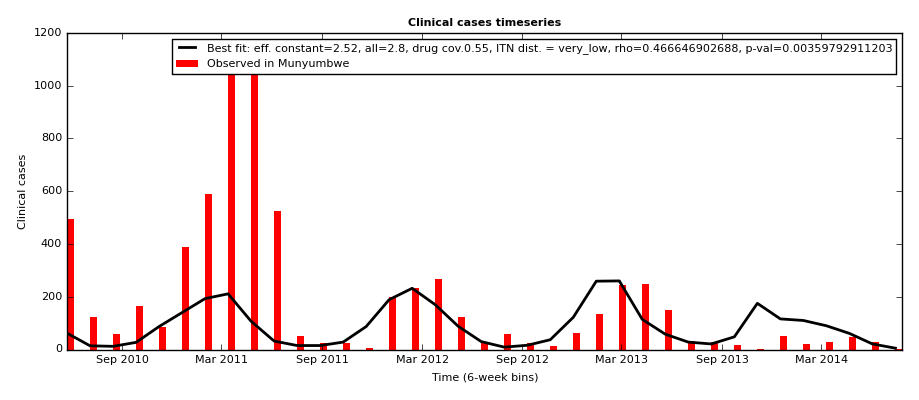 Clinical cases timeseries
1200
1000
800
600
400
200
0
Clinical cases
Best fit: eff. constant=2.52, all=2.8, drug cov.0.55, ITN dist. = very_low, rho=0.466646902688, p-val=0.00359792911203
Observed in Munyumbwe
Sep 2010 Mar 2011 Sep 2011 Mar 2012 Sep 2012 Mar 2013 Sep 2013 Mar 2014
Time (6-week bins)